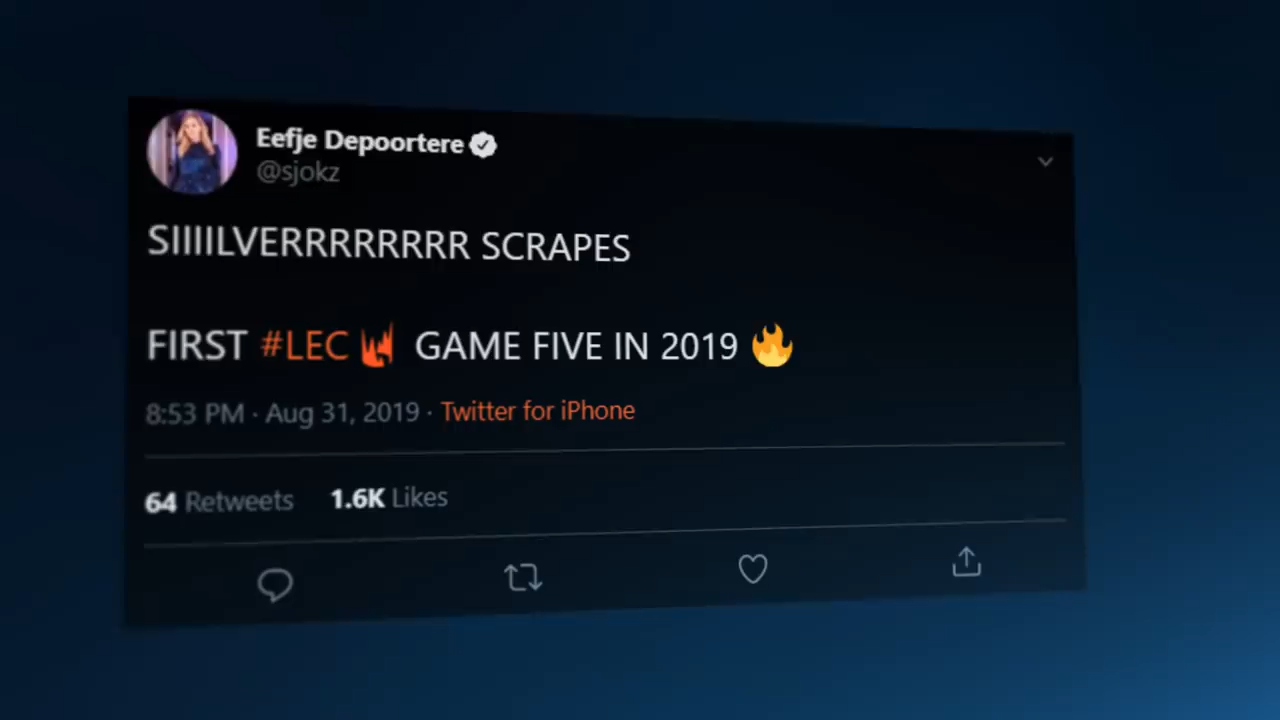 Eefje Depoortere
@sjokz
SIIIILVERRRRRRRR SCRAPES
FIRST #LEC GAME FIVE IN 2019 🔥
8:53 PM · Aug 31, 2019 · Twitter for iPhone
64 Retweets 1.6K Likes